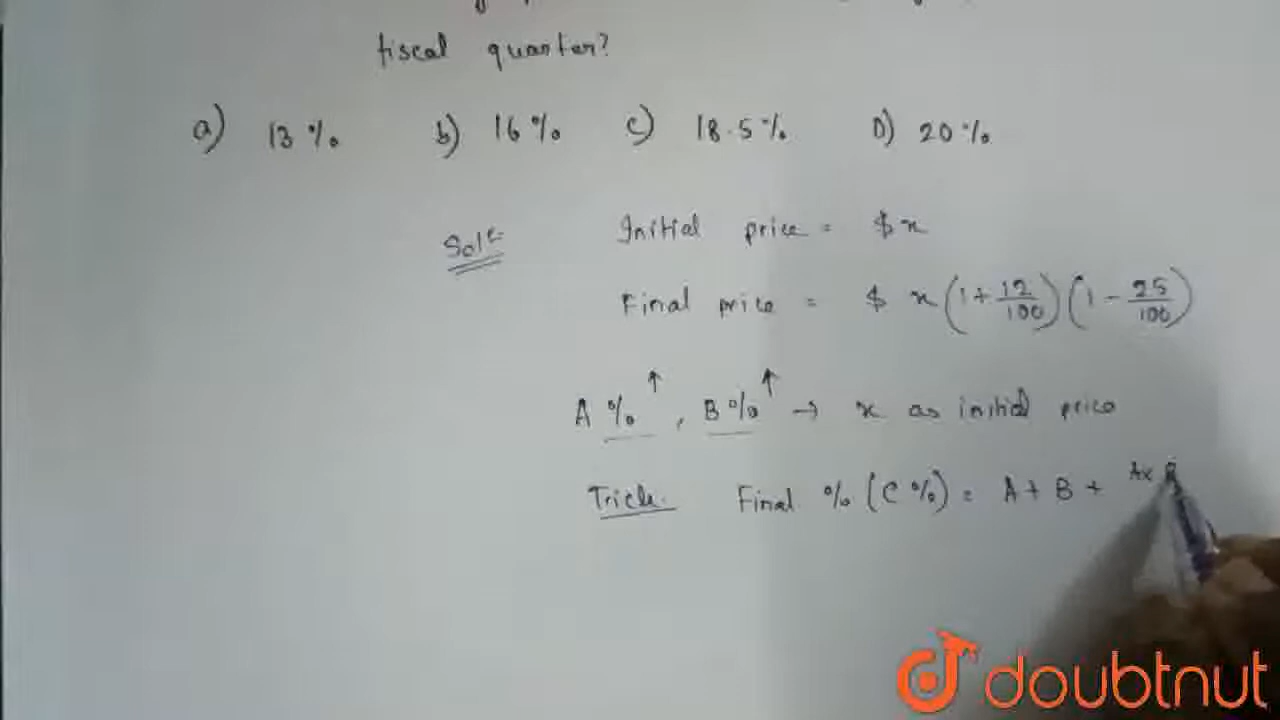 fiscal quarter?
a) 13% b) 16% c) 18.5% D) 20%
Soln Initial price = $x
Final price = $ x(1+12/100)(1-25/100)
A%↑, B%↑ → x as initial price
Trick. Final % (C%) = A+B+ A×B
doubtnut